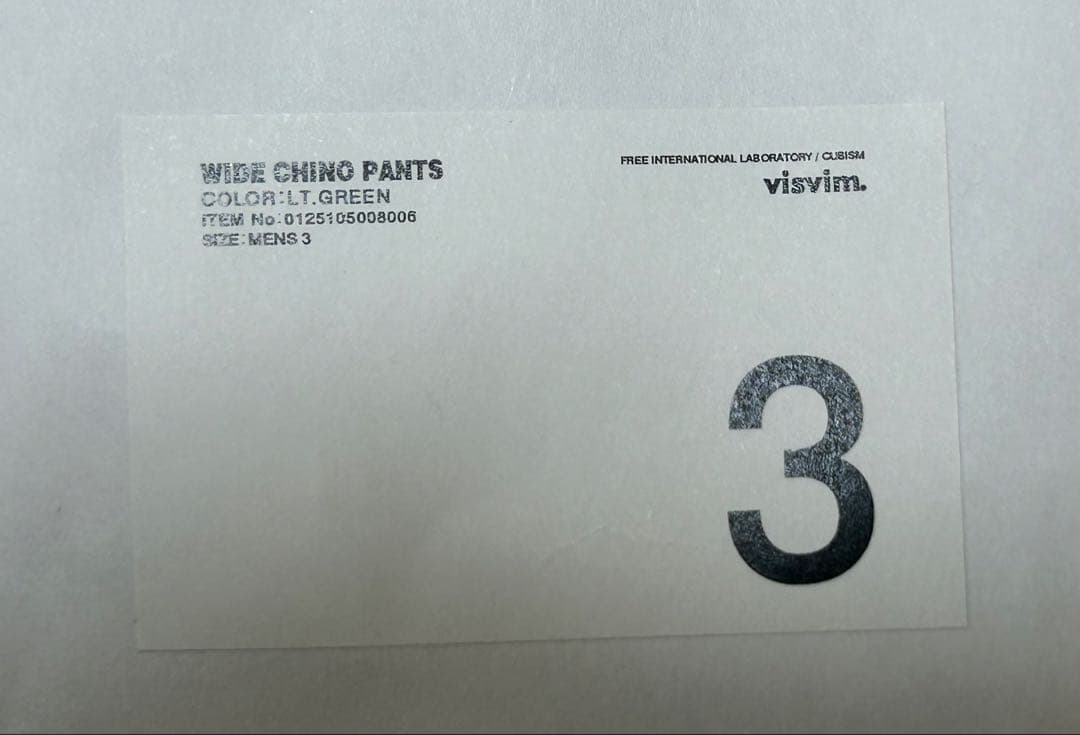 WIDE CHINO PANTS
COLOR:LT.GREEN
ITEM No:0125105008006
SIZE:MENS 3
FREE INTERNATIONAL LABORATORY / CUBISM
visvim.
3